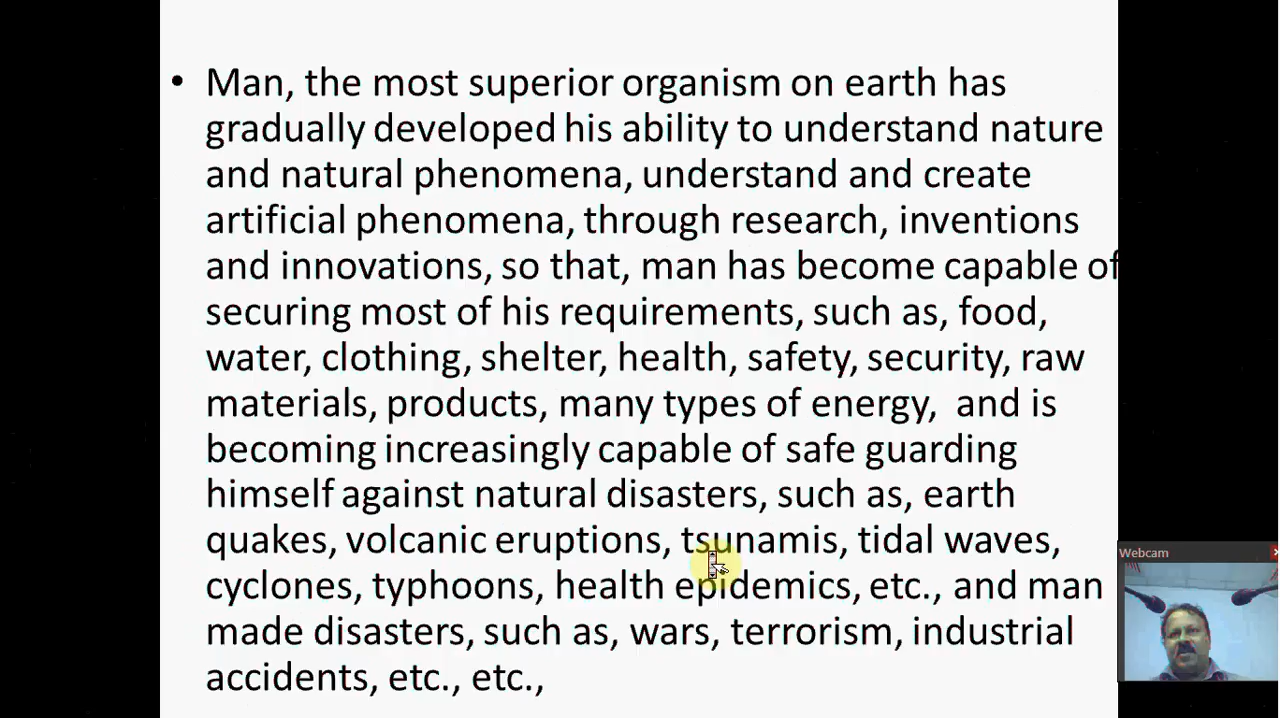 • Man, the most superior organism on earth has
gradually developed his ability to understand nature
and natural phenomena, understand and create
artificial phenomena, through research, inventions
and innovations, so that, man has become capable of
securing most of his requirements, such as, food,
water, clothing, shelter, health, safety, security, raw
materials, products, many types of energy,  and is
becoming increasingly capable of safe guarding
himself against natural disasters, such as, earth
quakes, volcanic eruptions, tsunamis, tidal waves,
cyclones, typhoons, health epidemics, etc., and man
made disasters, such as, wars, terrorism, industrial
accidents, etc., etc.,
Webcam